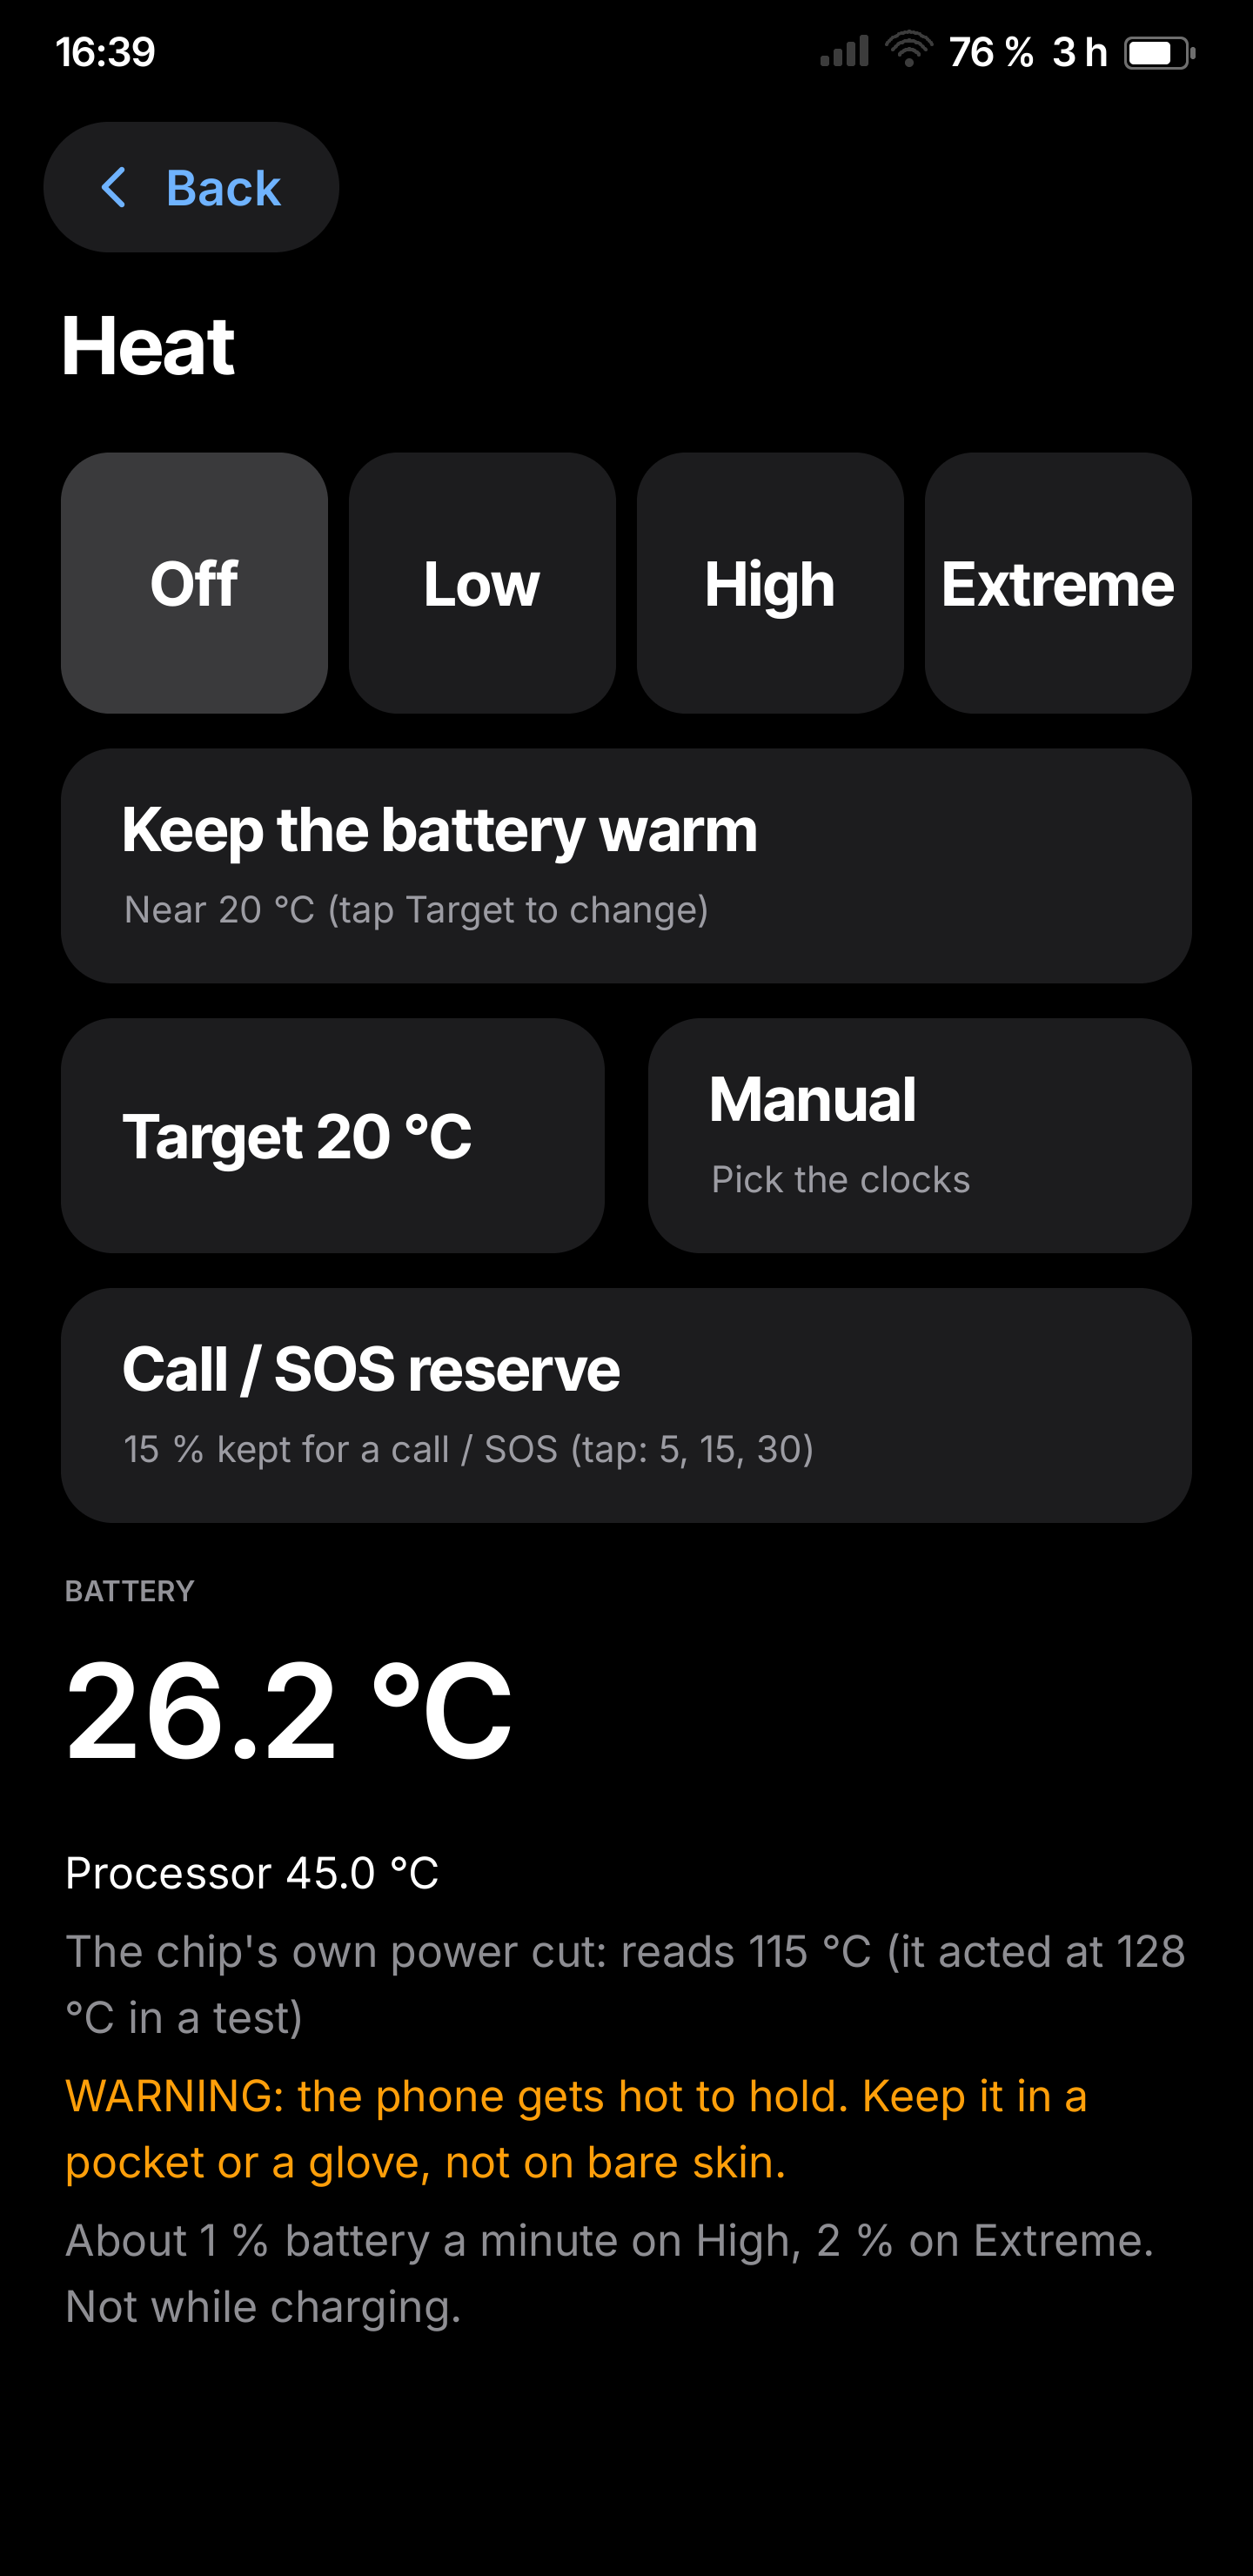 16:39
76 % 3 h
Back
Heat
Off
Low
High
Extreme
Keep the battery warm
Near 20 °C (tap Target to change)
Target 20 °C
Manual
Pick the clocks
Call / SOS reserve
15 % kept for a call / SOS (tap: 5, 15, 30)
BATTERY
26.2 °C
Processor 45.0 °C
The chip's own power cut: reads 115 °C (it acted at 128
°C in a test)
WARNING: the phone gets hot to hold. Keep it in a
pocket or a glove, not on bare skin.
About 1 % battery a minute on High, 2 % on Extreme.
Not while charging.